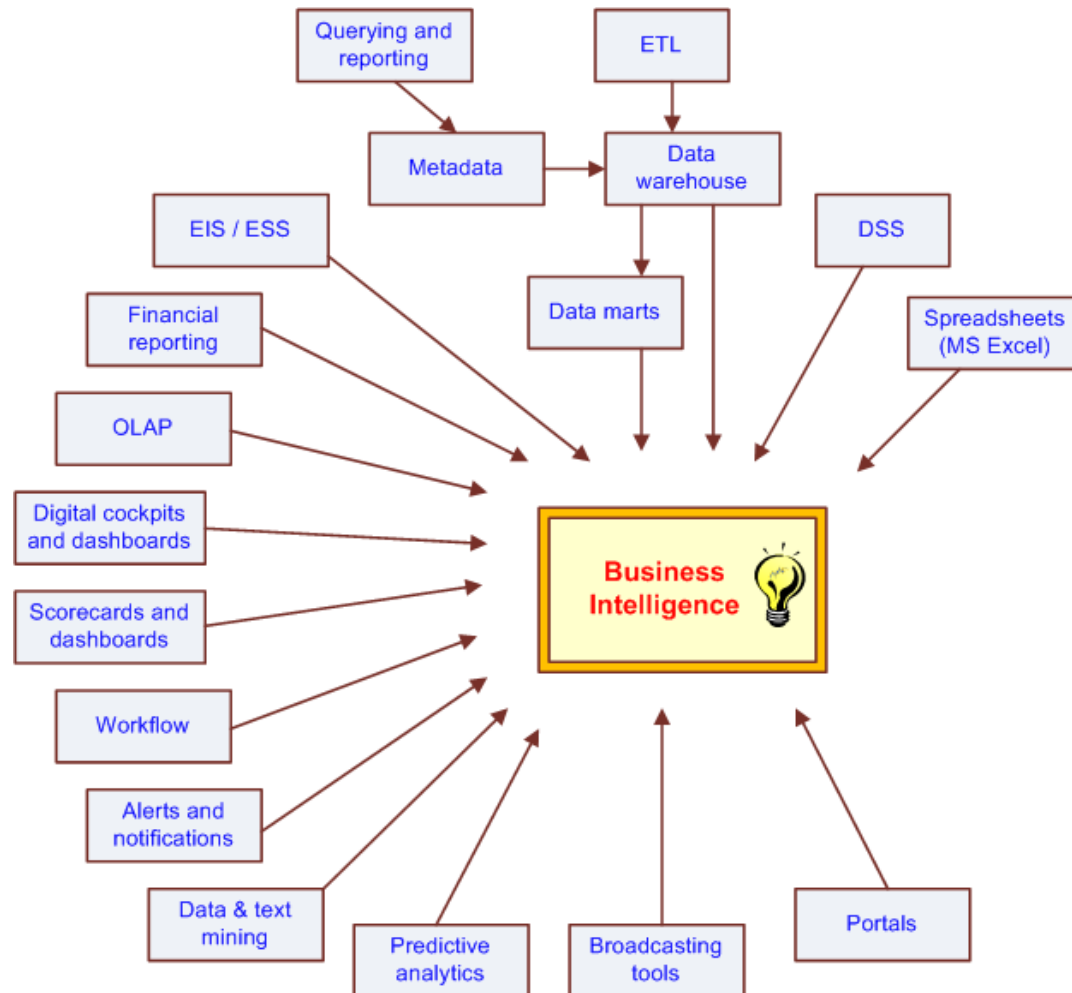 Querying and
reporting
ETL
Metadata
Data
warehouse
EIS / ESS
DSS
Data marts
Financial
reporting
Spreadsheets
(MS Excel)
OLAP
Digital cockpits
and dashboards
Business
Intelligence
Scorecards and
dashboards
Workflow
Alerts and
notifications
Data & text
mining
Predictive
analytics
Broadcasting
tools
Portals